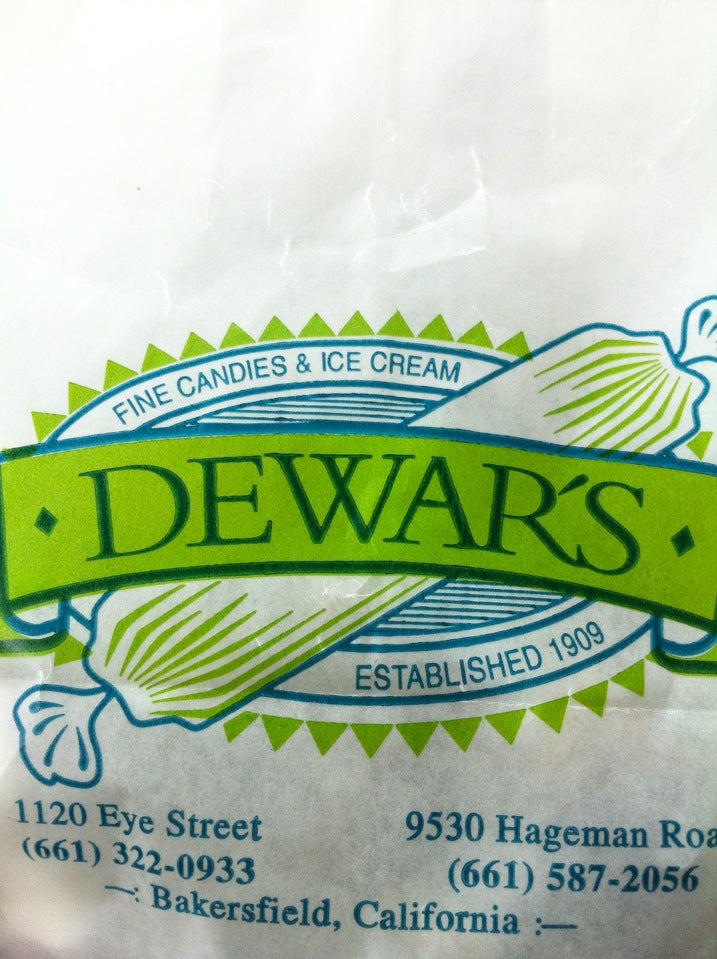 FINE CANDIES & ICE CREAM
DEWAR'S
ESTABLISHED 1909
1120 Eye Street
(661) 322-0933
9530 Hageman Roa
(661) 587-2056
—: Bakersfield, California :—